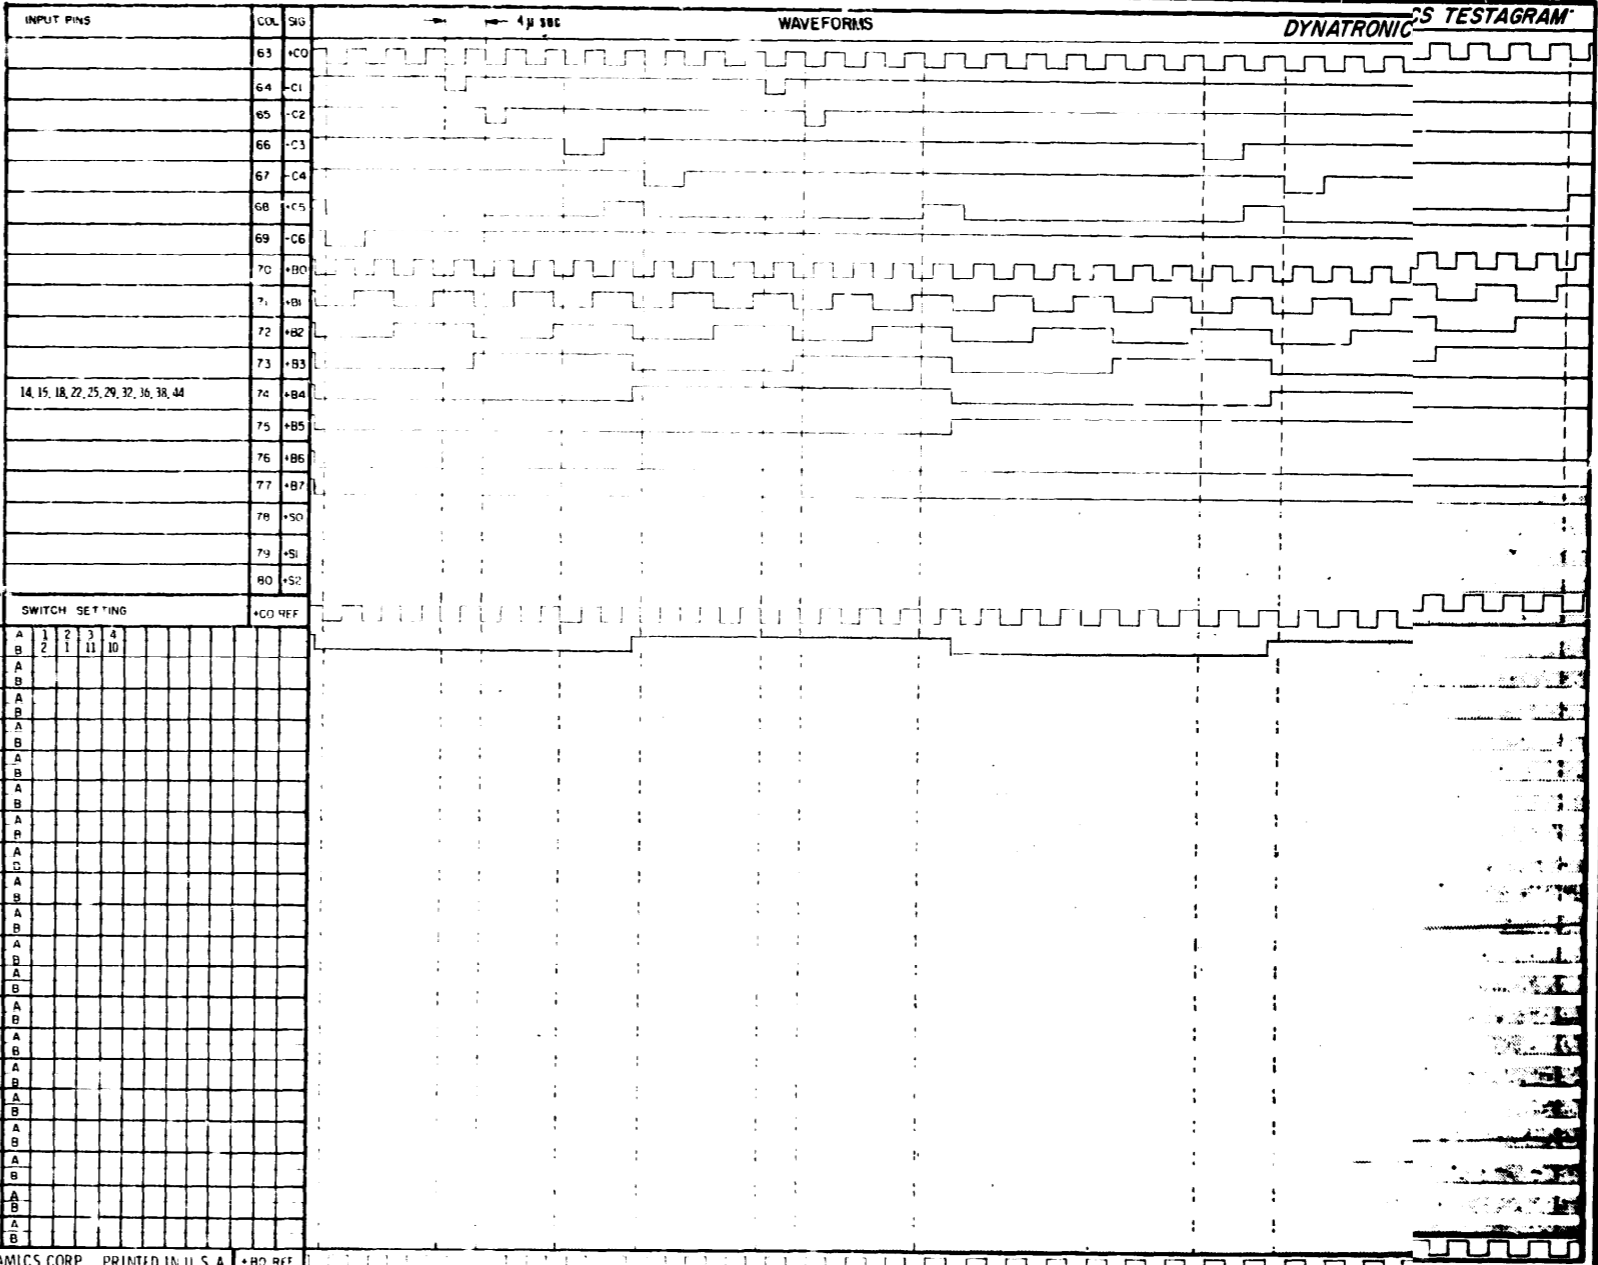 INPUT PINS COL SIG 4 µ sec WAVEFORMS DYNATRONICS TESTAGRAM
63 +C0
64 -C1
65 -C2
66 -C3
67 -C4
68 +C5
69 -C6
70 +B0
71 +B1
72 +B2
73 +B3
14, 15, 18, 22, 25, 29, 32, 36, 38, 44 74 +B4
75 +B5
76 +B6
77 +B7
78 +S0
79 +S1
80 +S2
SWITCH SETTING +C0 REF
A 1 2 3 4
B 2 1 11 10
A
B
A
B
A
B
A
B
A
B
A
B
A
A
B
A
B
A
B
A
B
A
B
A
B
A
B
A
B
A
B
A
B
A
B
A
B
AMICS CORP. PRINTED IN U.S.A. +B0 REF